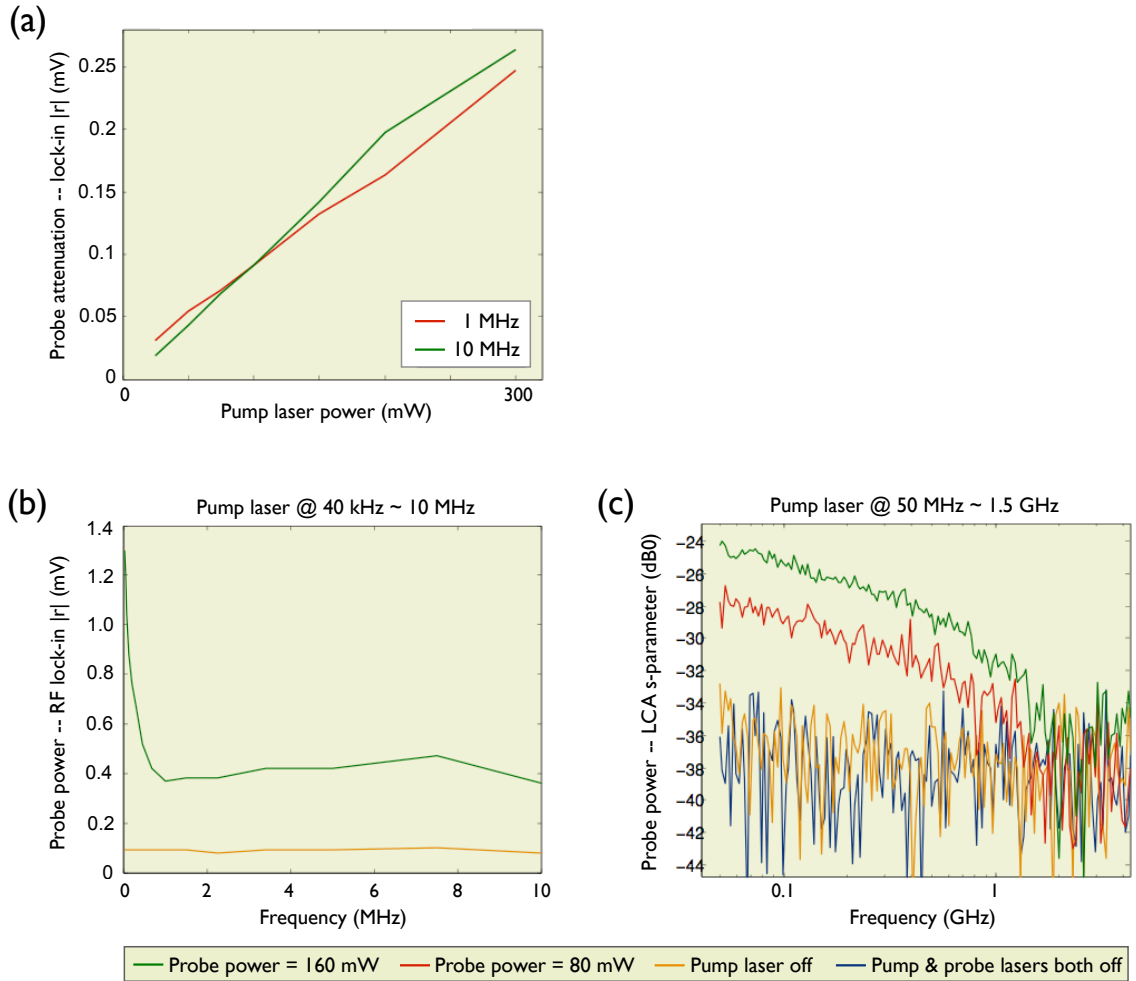 (a)
Probe attenuation -- lock-in |r| (mV)
0.25
0.2
0.15
0.1
0.05
0
1 MHz
10 MHz
0
300
Pump laser power (mW)
(b)
Pump laser @ 40 kHz ~ 10 MHz
Probe power -- RF lock-in |r| (mV)
1.4
1.2
1.0
0.8
0.6
0.4
0.2
0
0 2 4 6 8 10
Frequency (MHz)
(c)
Pump laser @ 50 MHz ~ 1.5 GHz
Probe power -- LCA s-parameter (dB0)
−24
−26
−28
−30
−32
−34
−36
−38
−40
−42
−44
0.1 1
Frequency (GHz)
Probe power = 160 mW Probe power = 80 mW Pump laser off Pump & probe lasers both off